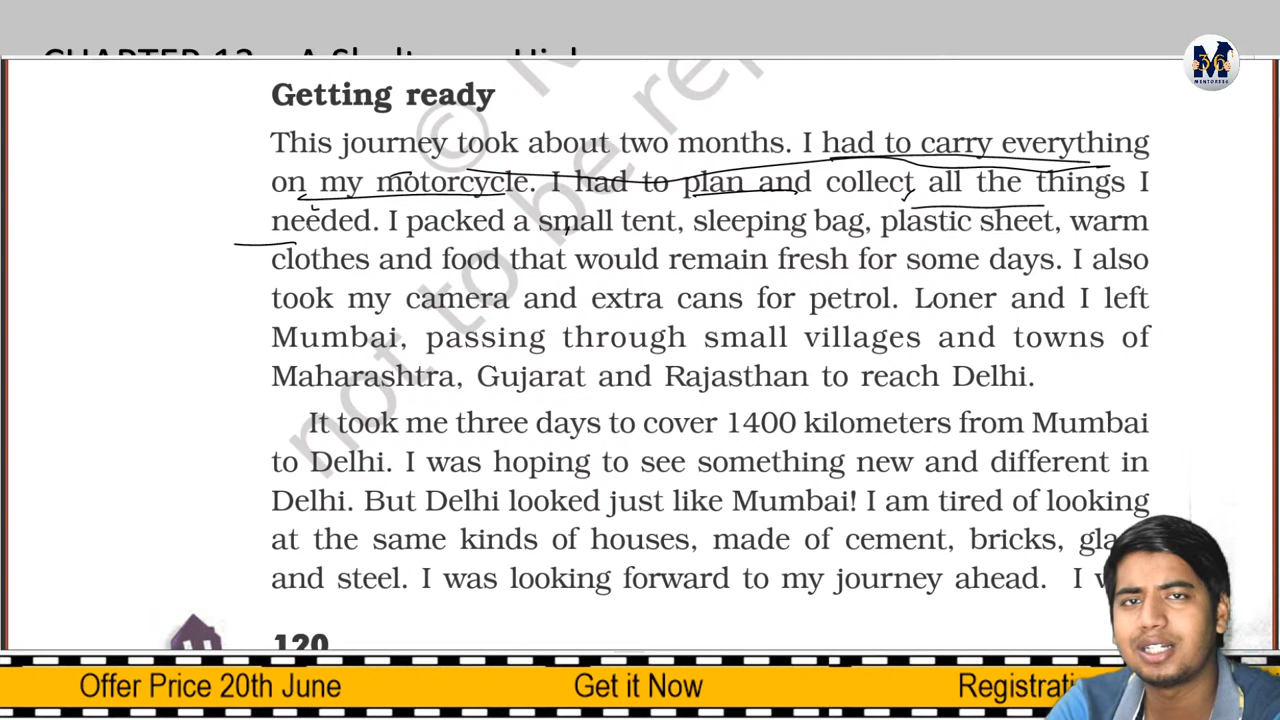 Getting ready
This journey took about two months. I had to carry everything
on my motorcycle. I had to plan and collect all the things I
needed. I packed a small tent, sleeping bag, plastic sheet, warm
clothes and food that would remain fresh for some days. I also
took my camera and extra cans for petrol. Loner and I left
Mumbai, passing through small villages and towns of
Maharashtra, Gujarat and Rajasthan to reach Delhi.
It took me three days to cover 1400 kilometers from Mumbai
to Delhi. I was hoping to see something new and different in
Delhi. But Delhi looked just like Mumbai! I am tired of looking
at the same kinds of houses, made of cement, bricks,
and steel. I was looking forward to my journey ahead. I
120
not to be
Offer Price 20th June
Get it Now